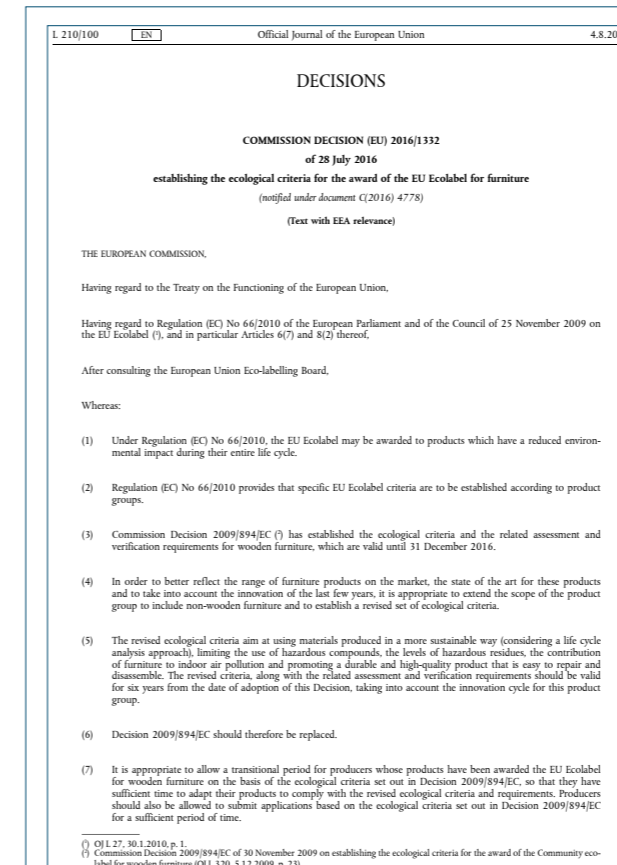 L 210/100 EN Official Journal of the European Union 4.8.20
DECISIONS
COMMISSION DECISION (EU) 2016/1332
of 28 July 2016
establishing the ecological criteria for the award of the EU Ecolabel for furniture
(notified under document C(2016) 4778)
(Text with EEA relevance)
THE EUROPEAN COMMISSION,
Having regard to the Treaty on the Functioning of the European Union,
Having regard to Regulation (EC) No 66/2010 of the European Parliament and of the Council of 25 November 2009 on
the EU Ecolabel (¹), and in particular Articles 6(7) and 8(2) thereof,
After consulting the European Union Eco-labelling Board,
Whereas:
(1) Under Regulation (EC) No 66/2010, the EU Ecolabel may be awarded to products which have a reduced environ-
mental impact during their entire life cycle.
(2) Regulation (EC) No 66/2010 provides that specific EU Ecolabel criteria are to be established according to product
groups.
(3) Commission Decision 2009/894/EC (²) has established the ecological criteria and the related assessment and
verification requirements for wooden furniture, which are valid until 31 December 2016.
(4) In order to better reflect the range of furniture products on the market, the state of the art for these products
and to take into account the innovation of the last few years, it is appropriate to extend the scope of the product
group to include non-wooden furniture and to establish a revised set of ecological criteria.
(5) The revised ecological criteria aim at using materials produced in a more sustainable way (considering a life cycle
analysis approach), limiting the use of hazardous compounds, the levels of hazardous residues, the contribution
of furniture to indoor air pollution and promoting a durable and high-quality product that is easy to repair and
disassemble. The revised criteria, along with the related assessment and verification requirements should be valid
for six years from the date of adoption of this Decision, taking into account the innovation cycle for this product
group.
(6) Decision 2009/894/EC should therefore be replaced.
(7) It is appropriate to allow a transitional period for producers whose products have been awarded the EU Ecolabel
for wooden furniture on the basis of the ecological criteria set out in Decision 2009/894/EC, so that they have
sufficient time to adapt their products to comply with the revised ecological criteria and requirements. Producers
should also be allowed to submit applications based on the ecological criteria set out in Decision 2009/894/EC
for a sufficient period of time.
(¹) OJ L 27, 30.1.2010, p. 1.
(²) Commission Decision 2009/894/EC of 30 November 2009 on establishing the ecological criteria for the award of the Community eco-
label for wooden furniture (OJ L 320, 5.12.2009, p. 23).